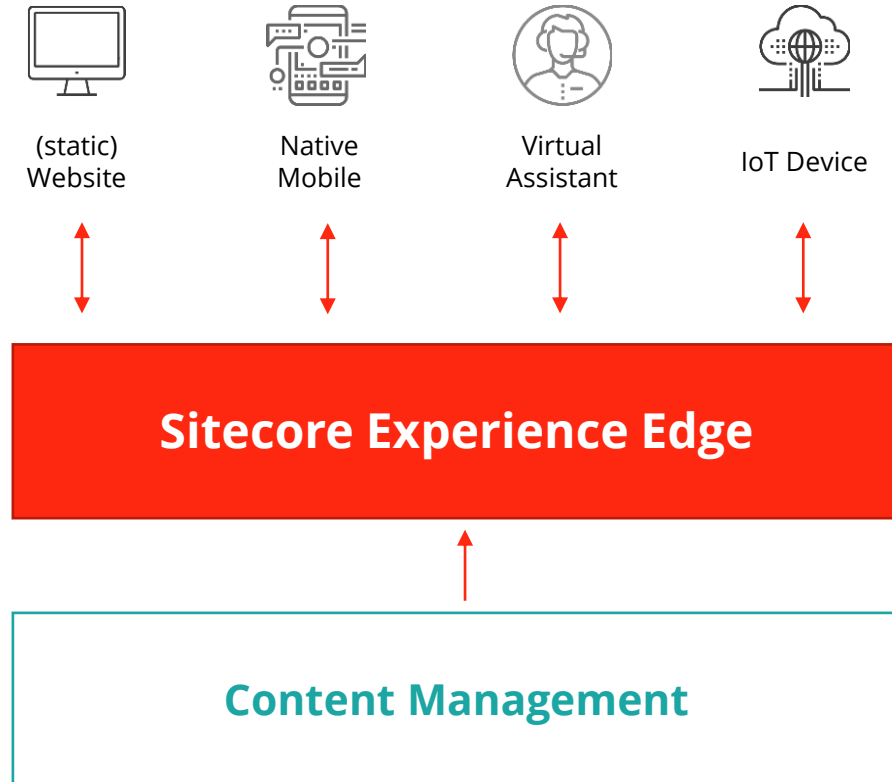 (static)
Website
Native
Mobile
Virtual
Assistant
IoT Device
Sitecore Experience Edge
Content Management